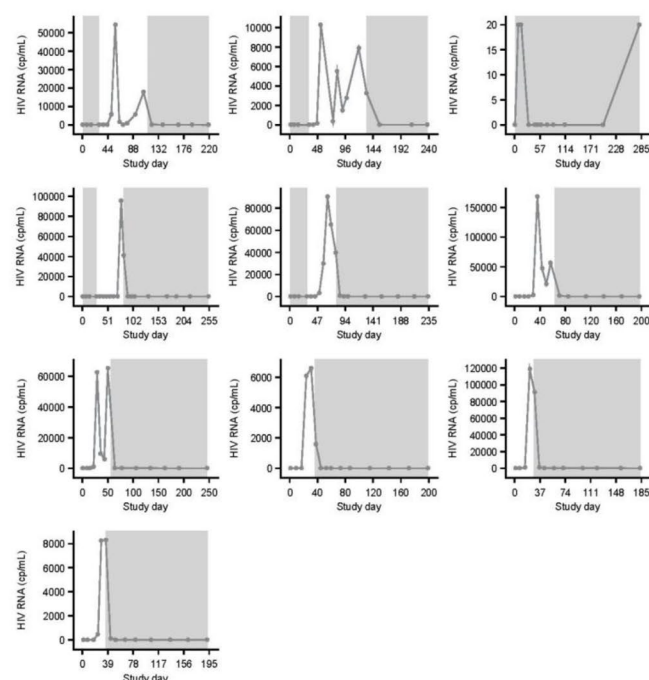 HIV RNA (cp/mL)
50000
40000
30000
20000
10000
0
0 44 88 132 176 220
Study day
HIV RNA (cp/mL)
10000
8000
6000
4000
2000
0
0 48 96 144 192 240
Study day
HIV RNA (cp/mL)
20
15
10
5
0
0 57 114 171 228 285
Study day
HIV RNA (cp/mL)
100000
80000
60000
40000
20000
0
0 51 102 153 204 255
Study day
HIV RNA (cp/mL)
80000
60000
40000
20000
0
0 47 94 141 188 235
Study day
HIV RNA (cp/mL)
150000
100000
50000
0
0 40 80 120 160 200
Study day
HIV RNA (cp/mL)
60000
40000
20000
0
0 50 100 150 200 250
Study day
HIV RNA (cp/mL)
6000
4000
2000
0
0 40 80 120 160 200
Study day
HIV RNA (cp/mL)
120000
100000
80000
60000
40000
20000
0
0 37 74 111 148 185
Study day
HIV RNA (cp/mL)
8000
6000
4000
2000
0
0 39 78 117 156 195
Study day